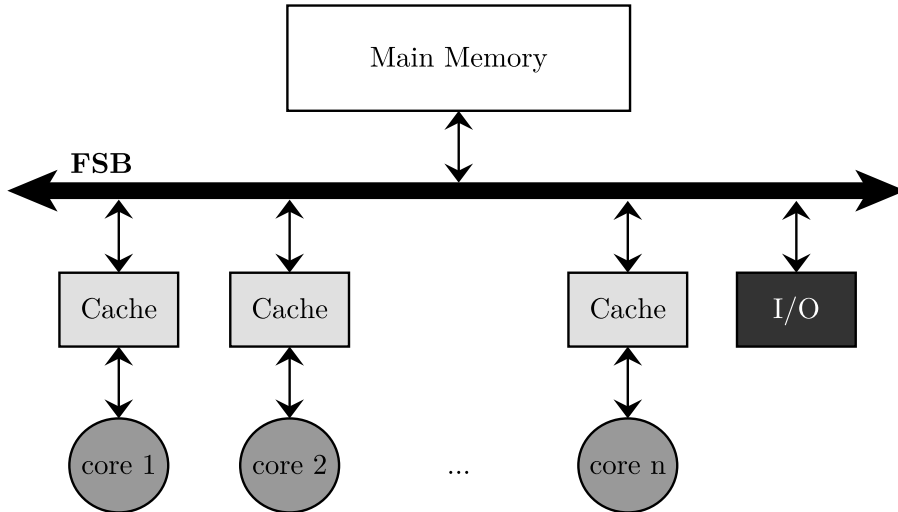 Main Memory
FSB
Cache
Cache
Cache
I/O
core 1
core 2
...
core n